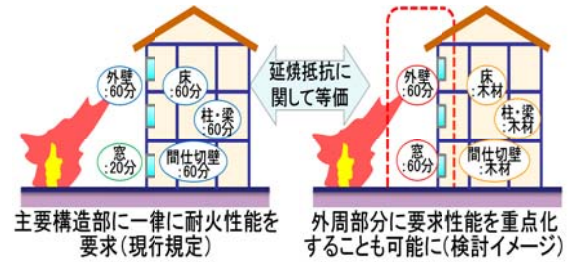 外壁
:60分
床
:60分
柱・梁
:60分
窓
:20分
間仕切壁
:60分
主要構造部に一律に耐火性能を
要求(現行規定)
延焼抵抗に
関して等価
外壁
:60分
床
:木材
柱・梁
:木材
窓
:60分
間仕切壁
:木材
外周部分に要求性能を重点化
することも可能に(検討イメージ)